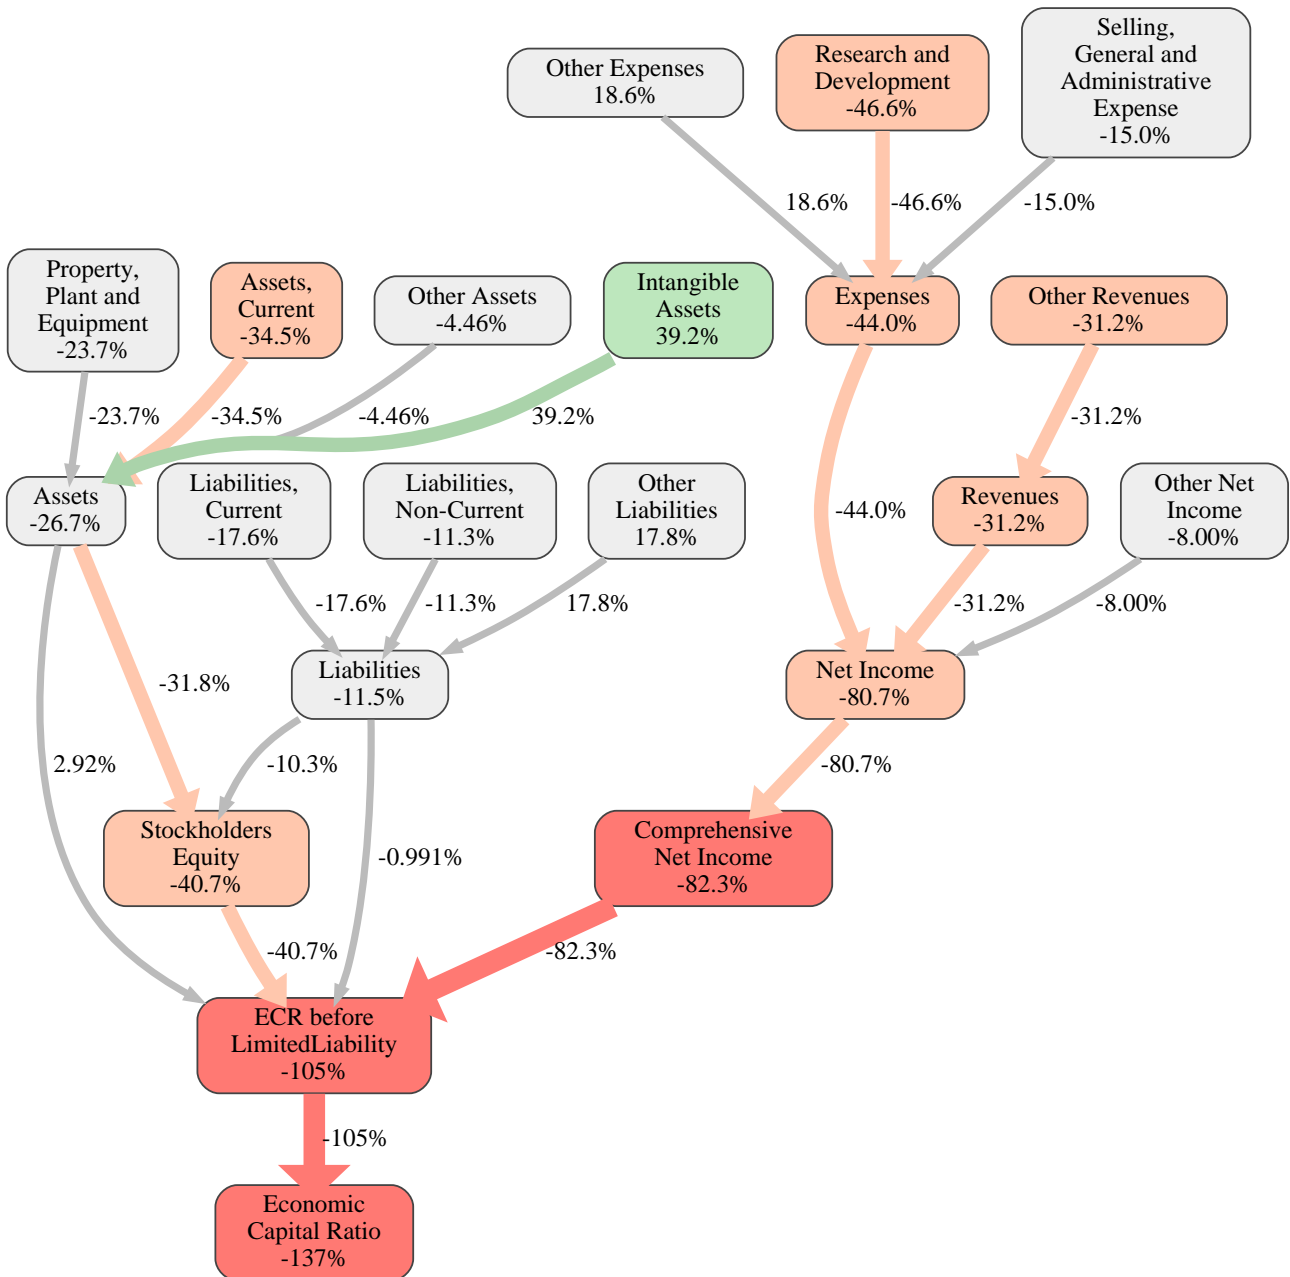 Selling,
General and
Administrative
Expense
-15.0%
Research and
Development
-46.6%
Other Expenses
18.6%
18.6%
-46.6%
-15.0%
Property,
Plant and
Equipment
-23.7%
Assets,
Current
-34.5%
Other Assets
-4.46%
Intangible
Assets
39.2%
Expenses
-44.0%
Other Revenues
-31.2%
-23.7%
-34.5%
-4.46%
39.2%
-31.2%
Assets
-26.7%
Liabilities,
Current
-17.6%
Liabilities,
Non-Current
-11.3%
Other
Liabilities
17.8%
-44.0%
Revenues
-31.2%
Other Net
Income
-8.00%
-17.6%
-11.3%
17.8%
-31.2%
-8.00%
Liabilities
-11.5%
Net Income
-80.7%
-31.8%
2.92%
-10.3%
-80.7%
Stockholders
Equity
-40.7%
-0.991%
Comprehensive
Net Income
-82.3%
-40.7%
-82.3%
ECR before
LimitedLiability
-105%
-105%
Economic
Capital Ratio
-137%